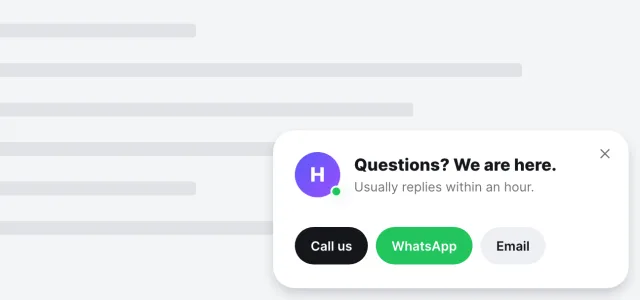 H
Questions? We are here.
Usually replies within an hour.
Call us
WhatsApp
Email